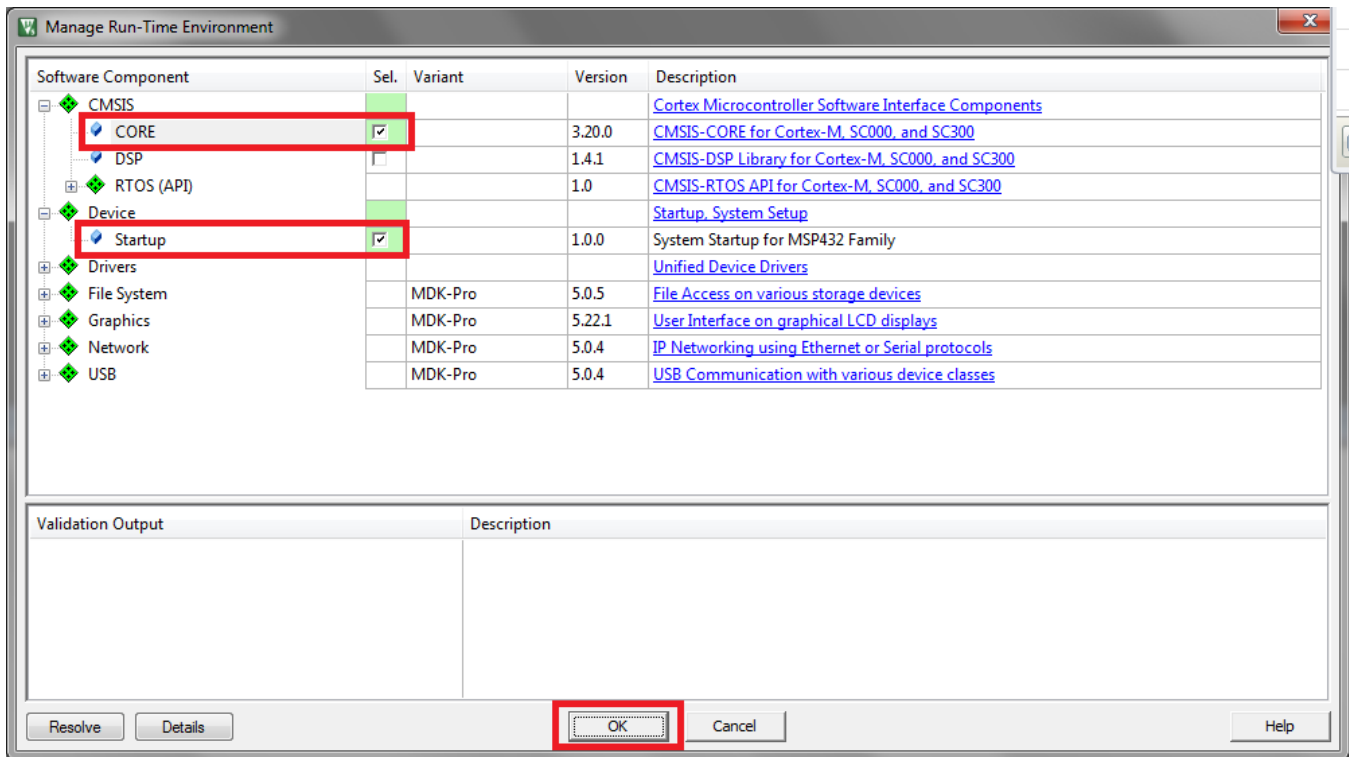 Manage Run-Time Environment
Software Component Sel. Variant Version Description
CMSIS Cortex Microcontroller Software Interface Components
CORE 3.20.0 CMSIS-CORE for Cortex-M, SC000, and SC300
DSP 1.4.1 CMSIS-DSP Library for Cortex-M, SC000, and SC300
RTOS (API) 1.0 CMSIS-RTOS API for Cortex-M, SC000, and SC300
Device Startup, System Setup
Startup 1.0.0 System Startup for MSP432 Family
Drivers Unified Device Drivers
File System MDK-Pro 5.0.5 File Access on various storage devices
Graphics MDK-Pro 5.22.1 User Interface on graphical LCD displays
Network MDK-Pro 5.0.4 IP Networking using Ethernet or Serial protocols
USB MDK-Pro 5.0.4 USB Communication with various device classes
Validation Output Description
Resolve Details OK Cancel Help